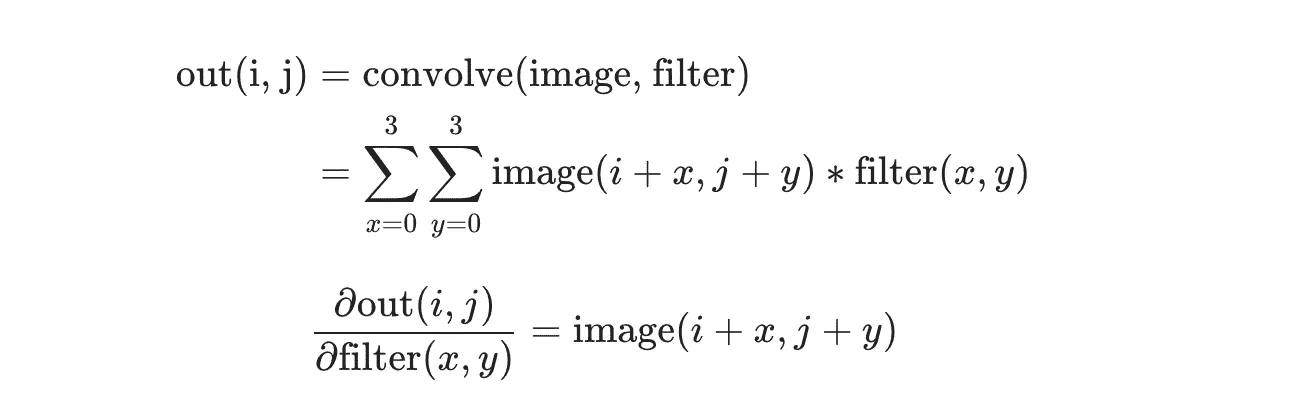 out(i, j) = convolve(image, filter)
= ∑_{x=0}^{3} ∑_{y=0}^{3} image(i + x, j + y) ∗ filter(x, y)
∂out(i, j) / ∂filter(x, y) = image(i + x, j + y)